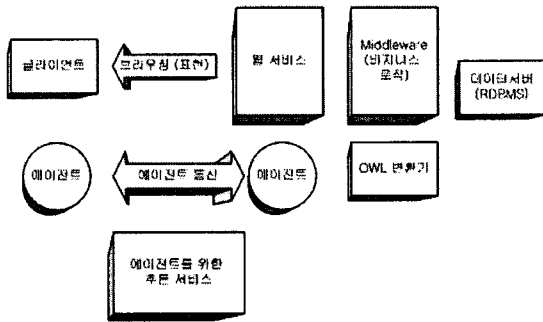 클라이언트
브라우징 (표현)
웹 서비스
Middleware
(비지니스
로직)
데이터서버
(RDBMS)
에이전트
에이전트 통신
에이전트
OWL 변환기
에이전트를 위한
추론 서비스